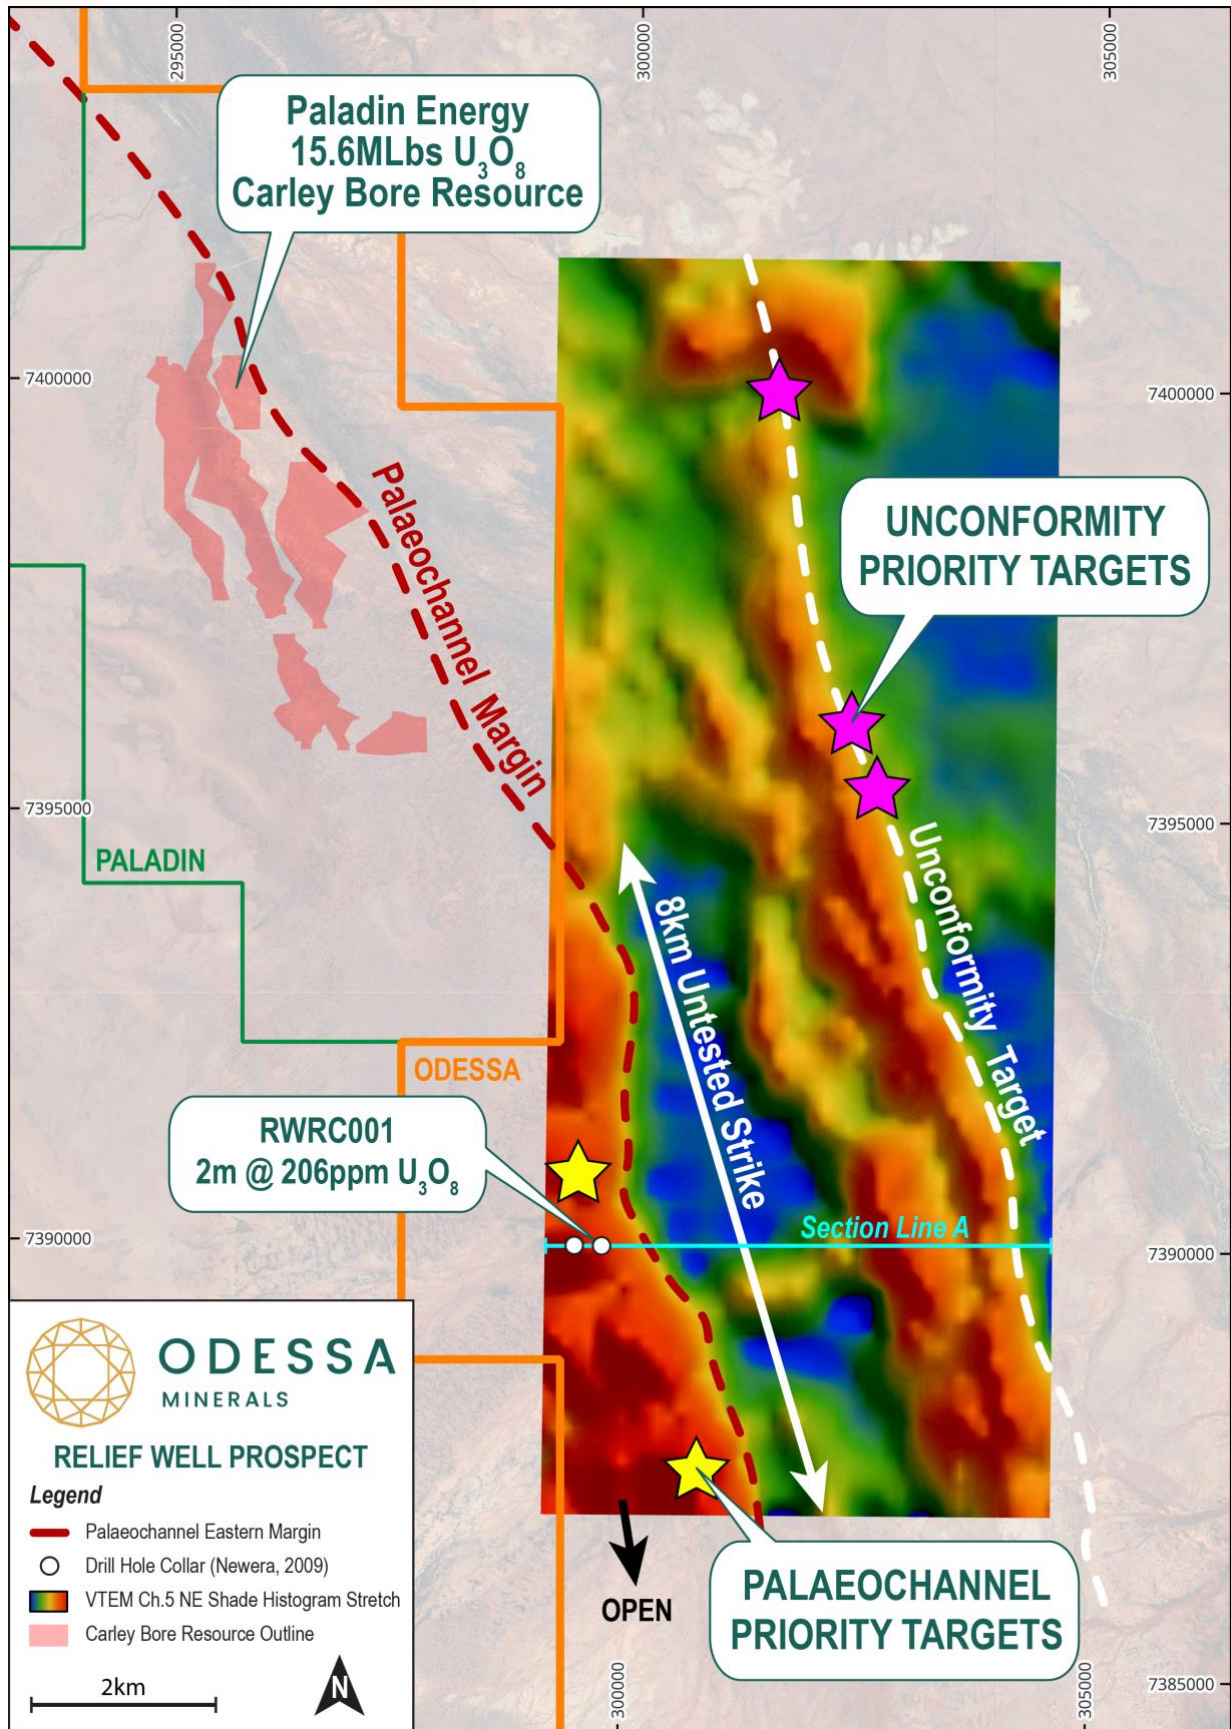 295000
300000
305000
Paladin Energy
15.6MLbs U₃O₈
Carley Bore Resource
7400000
7400000
Palaeochannel Margin
UNCONFORMITY
PRIORITY TARGETS
7395000
7395000
PALADIN
8km Untested Strike
Unconformity Target
ODESSA
RWRC001
2m @ 206ppm U₃O₈
Section Line A
7390000
7390000
ODESSA
MINERALS
RELIEF WELL PROSPECT
Legend
Palaeochannel Eastern Margin
Drill Hole Collar (Newera, 2009)
VTEM Ch.5 NE Shade Histogram Stretch
Carley Bore Resource Outline
2km
N
OPEN
PALAEOCHANNEL
PRIORITY TARGETS
300000
305000
7385000